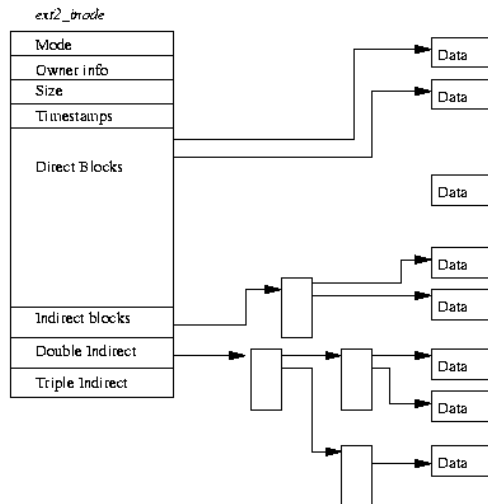 ext2_inode
Mode
Owner info
Size
Timestamps
Direct Blocks
Indirect blocks
Double Indirect
Triple Indirect
Data
Data
Data
Data
Data
Data
Data
Data